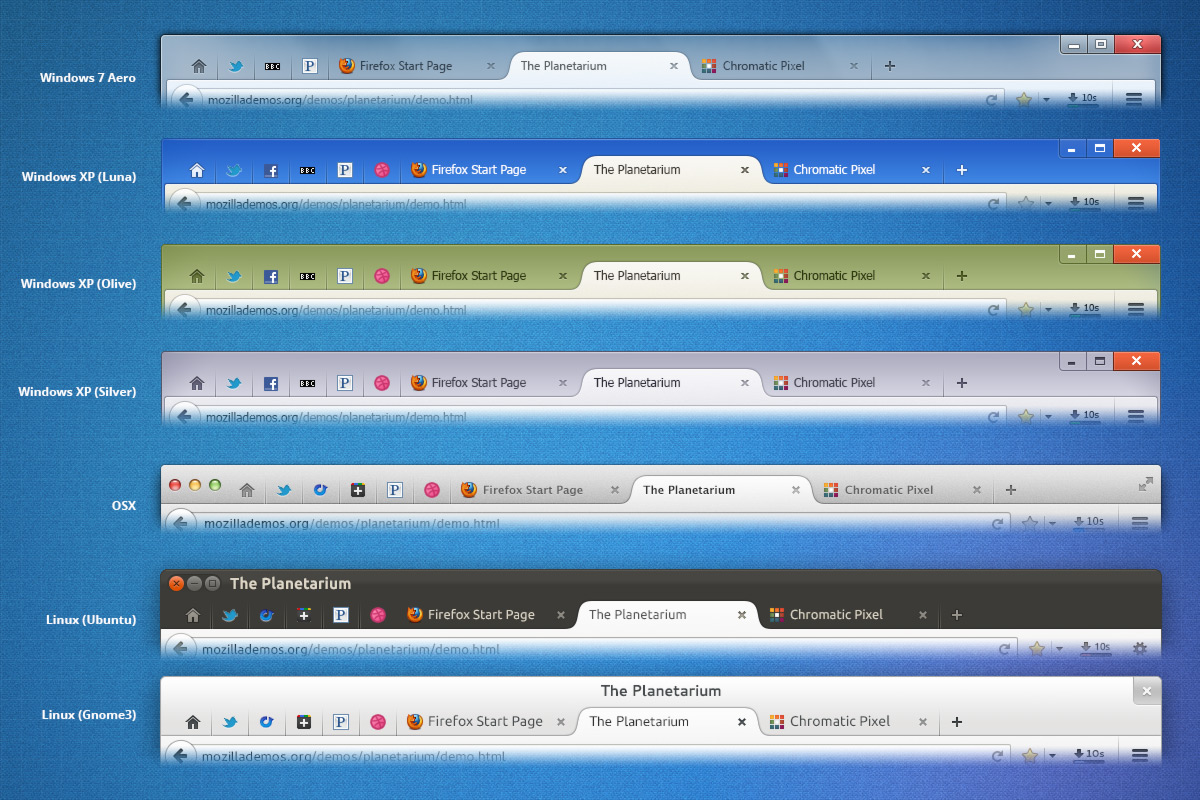 Windows 7 Aero
BBC P Firefox Start Page The Planetarium Chromatic Pixel
mozillademos.org/demos/planetarium/demo.html 10s
Windows XP (Luna)
f BBC P Firefox Start Page The Planetarium Chromatic Pixel
mozillademos.org/demos/planetarium/demo.html 10s
Windows XP (Olive)
f BBC P Firefox Start Page The Planetarium Chromatic Pixel
mozillademos.org/demos/planetarium/demo.html 10s
Windows XP (Silver)
f BBC P Firefox Start Page The Planetarium Chromatic Pixel
mozillademos.org/demos/planetarium/demo.html 10s
OSX
P Firefox Start Page The Planetarium Chromatic Pixel
mozillademos.org/demos/planetarium/demo.html 10s
Linux (Ubuntu)
The Planetarium
P Firefox Start Page The Planetarium Chromatic Pixel
mozillademos.org/demos/planetarium/demo.html 10s
Linux (Gnome3)
The Planetarium
P Firefox Start Page The Planetarium Chromatic Pixel
mozillademos.org/demos/planetarium/demo.html 10s